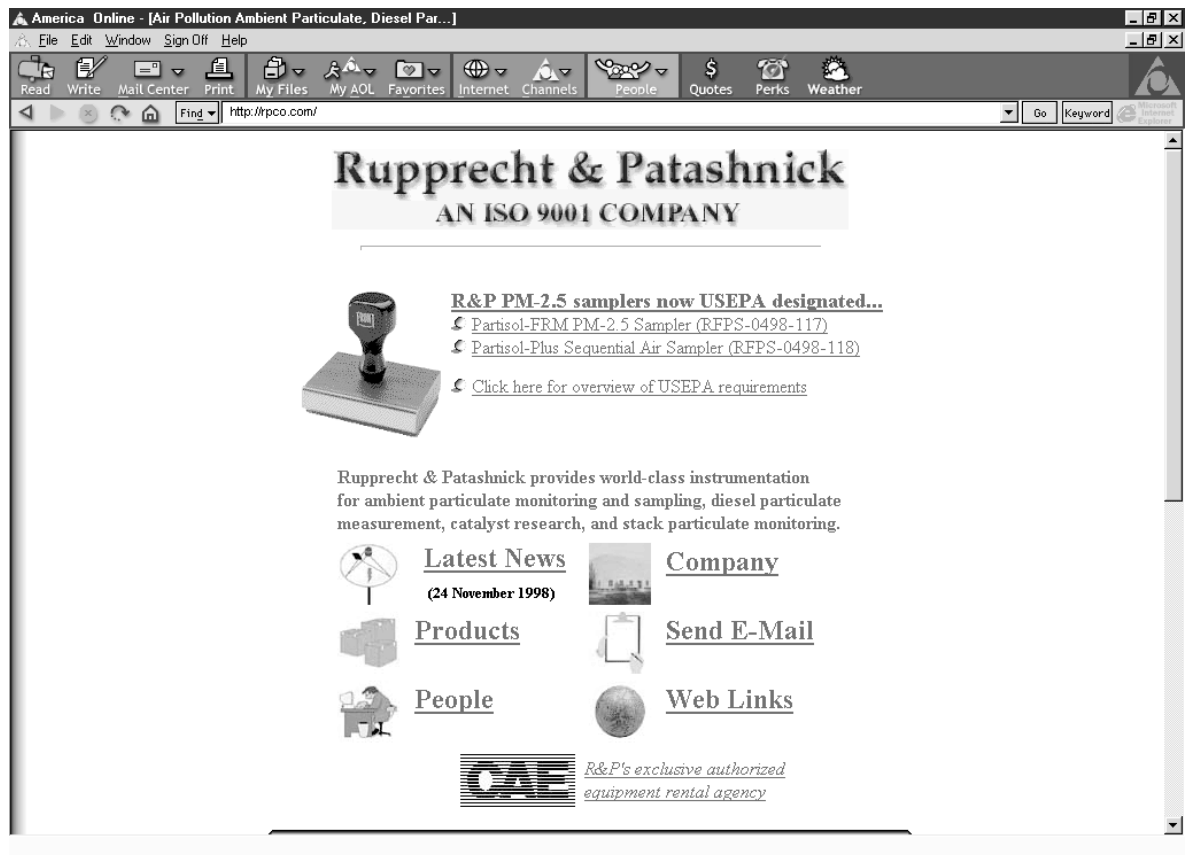 America Online - [Air Pollution Ambient Particulate, Diesel Par...]
File Edit Window Sign Off Help
Read Write Mail Center Print My Files My AOL Favorites Internet Channels People Quotes Perks Weather
Find http://rpco.com/ Go Keyword Microsoft Internet Explorer
Rupprecht & Patashnick
AN ISO 9001 COMPANY
R&P PM-2.5 samplers now USEPA designated...
Partisol-FRM PM-2.5 Sampler (RFPS-0498-117)
Partisol-Plus Sequential Air Sampler (RFPS-0498-118)
Click here for overview of USEPA requirements
Rupprecht & Patashnick provides world-class instrumentation
for ambient particulate monitoring and sampling, diesel particulate
measurement, catalyst research, and stack particulate monitoring.
Latest News Company
(24 November 1998)
Products Send E-Mail
People Web Links
CAE R&P's exclusive authorized
equipment rental agency